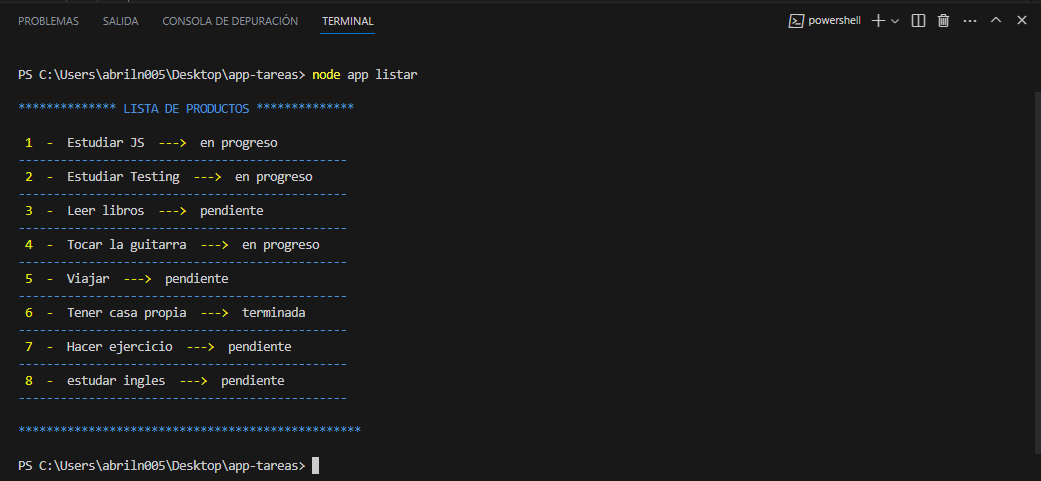 PROBLEMAS SALIDA CONSOLA DE DEPURACIÓN TERMINAL powershell
PS C:\Users\abriln005\Desktop\app-tareas> node app listar
************** LISTA DE PRODUCTOS **************
1 - Estudiar JS ---> en progreso
-----------------------------------------------
2 - Estudiar Testing ---> en progreso
-----------------------------------------------
3 - Leer libros ---> pendiente
-----------------------------------------------
4 - Tocar la guitarra ---> en progreso
-----------------------------------------------
5 - Viajar ---> pendiente
-----------------------------------------------
6 - Tener casa propia ---> terminada
-----------------------------------------------
7 - Hacer ejercicio ---> pendiente
-----------------------------------------------
8 - estudar ingles ---> pendiente
-----------------------------------------------
*************************************************
PS C:\Users\abriln005\Desktop\app-tareas>